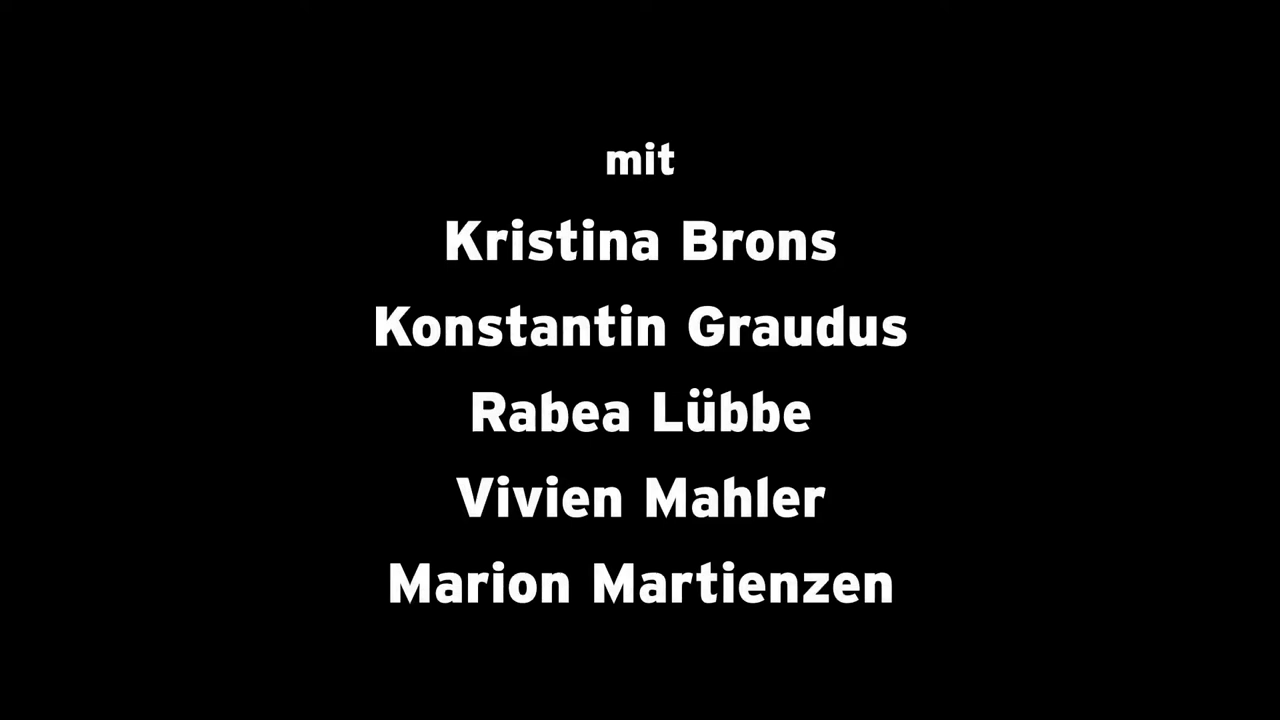 mit
Kristina Brons
Konstantin Graudus
Rabea Lübbe
Vivien Mahler
Marion Martienzen